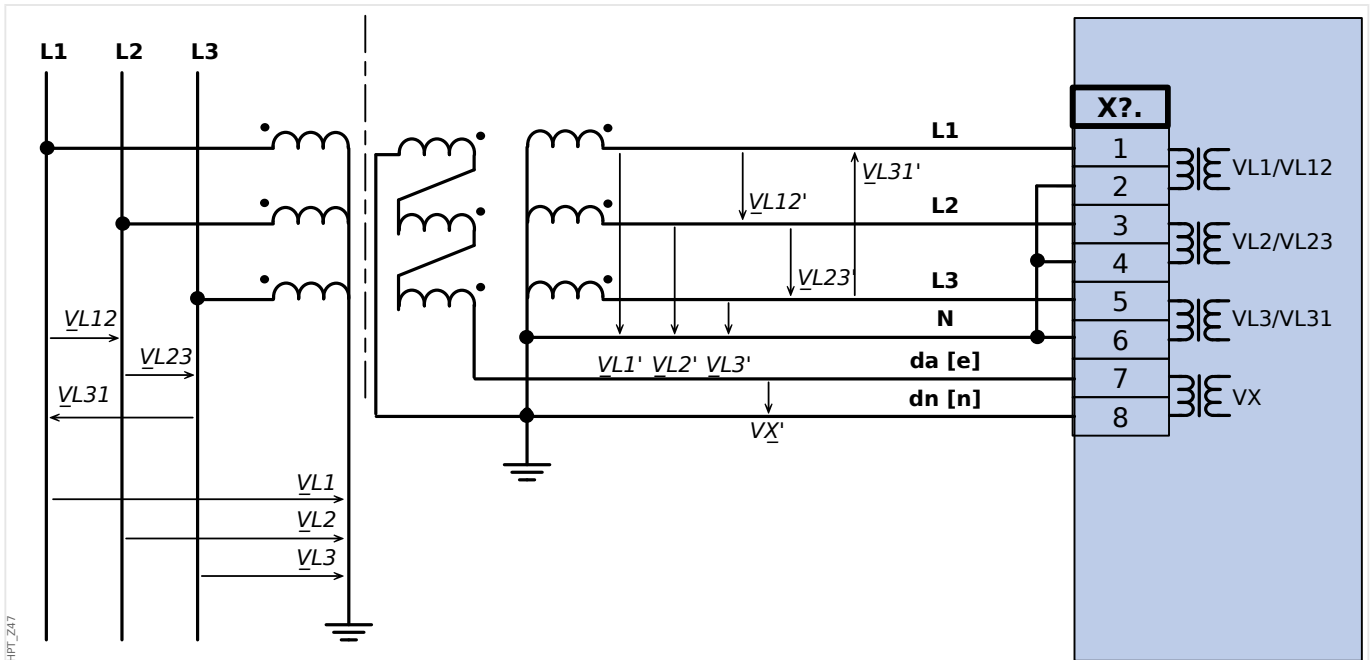 L1 L2 L3
X?.
L1
1
VL31'
VL1/VL12
2
VL12'
L2
3
VL2/VL23
4
VL23'
L3
5
VL12
N
VL3/VL31
6
VL23
VL1' VL2' VL3'
da [e]
7
VL31
dn [n]
VX
8
VX'
VL1
VL2
VL3
HPT_Z47